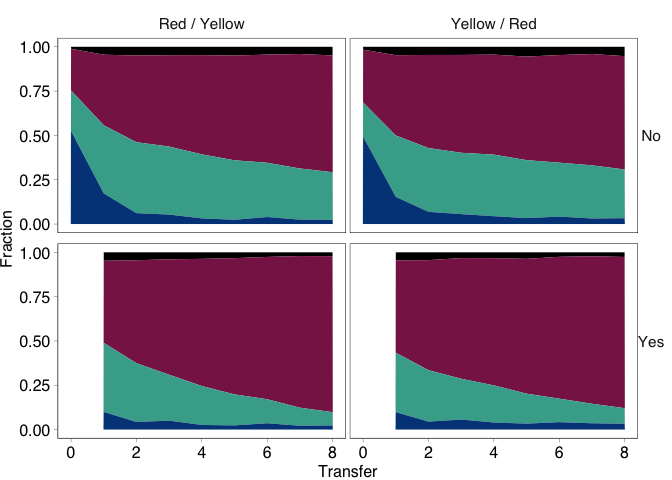 Red / Yellow
Yellow / Red
1.00
0.75
0.50
0.25
0.00
No
Fraction
1.00
0.75
0.50
0.25
0.00
Yes
0 2 4 6 8
0 2 4 6 8
Transfer